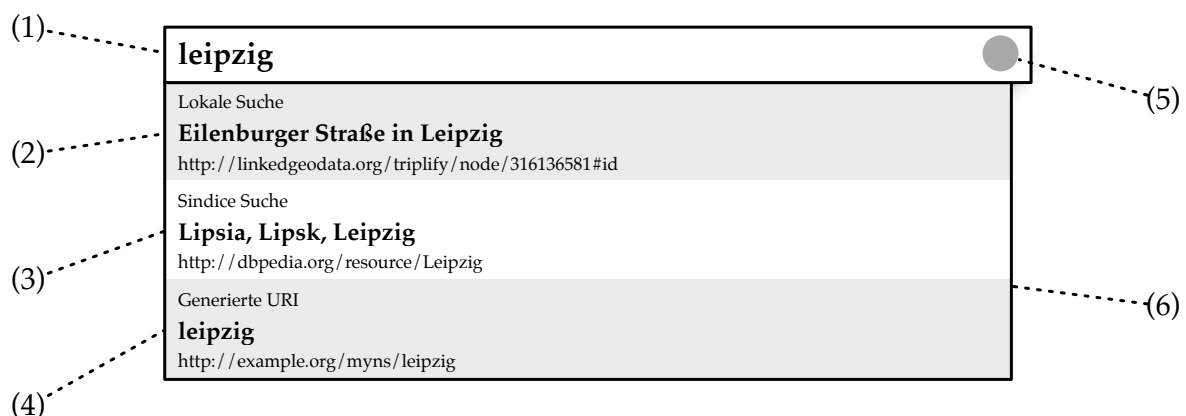 (1)
leipzig
(5)
Lokale Suche
(2)
Eilenburger Straße in Leipzig
http://linkedgeodata.org/triplify/node/316136581#id
Sindice Suche
Lipsia, Lipsk, Leipzig
(3)
http://dbpedia.org/resource/Leipzig
Generierte URI
(6)
leipzig
http://example.org/myns/leipzig
(4)